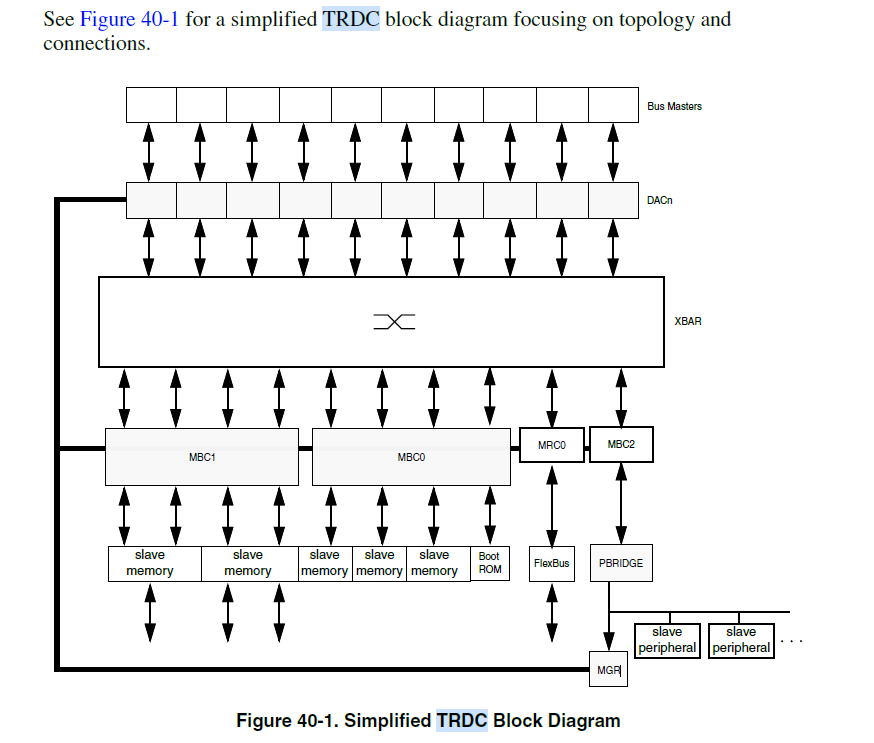 See Figure 40-1 for a simplified TRDC block diagram focusing on topology and
connections.
Bus Masters
DACn
XBAR
MBC1
MBC0
MRC0
MBC2
slave
memory
slave
memory
slave
memory
slave
memory
slave
memory
Boot
ROM
FlexBus
PBRIDGE
slave
peripheral
slave
peripheral
. . .
MGR
Figure 40-1. Simplified TRDC Block Diagram